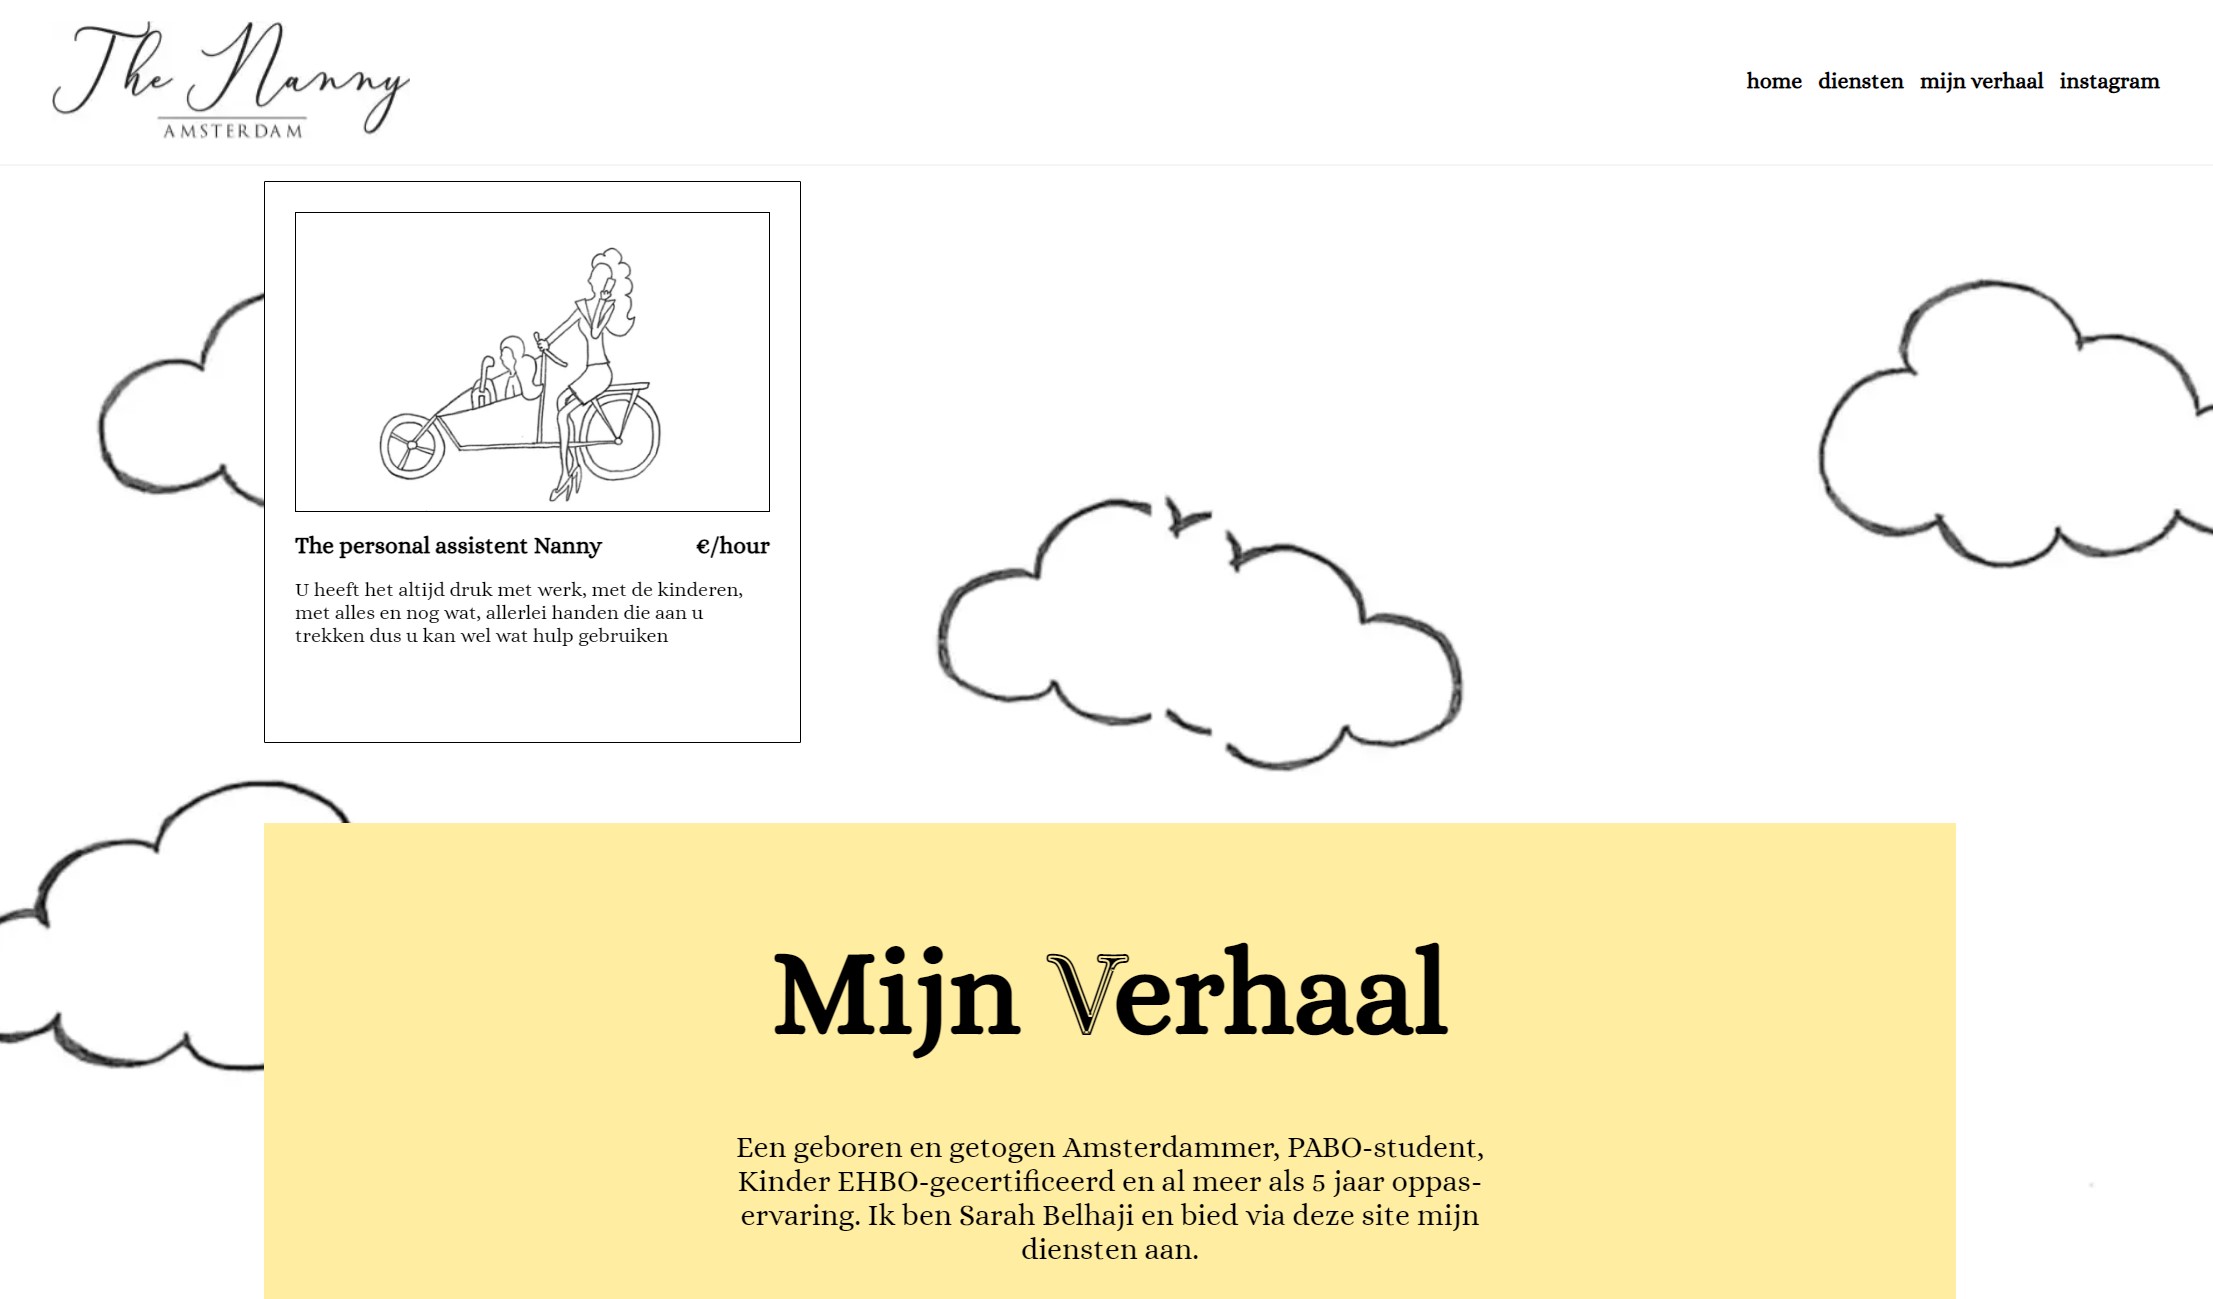 The Nanny
AMSTERDAM
home diensten mijn verhaal instagram
The personal assistent Nanny €/hour
U heeft het altijd druk met werk, met de kinderen,
met alles en nog wat, allerlei handen die aan u
trekken dus u kan wel wat hulp gebruiken
Mijn Verhaal
Een geboren en getogen Amsterdammer, PABO-student,
Kinder EHBO-gecertificeerd en al meer als 5 jaar oppas-
ervaring. Ik ben Sarah Belhaji en bied via deze site mijn
diensten aan.